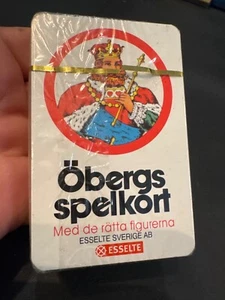 Öbergs
spelkort
Med de rätta figurerna
ESSELTE SVERIGE AB
ESSELTE